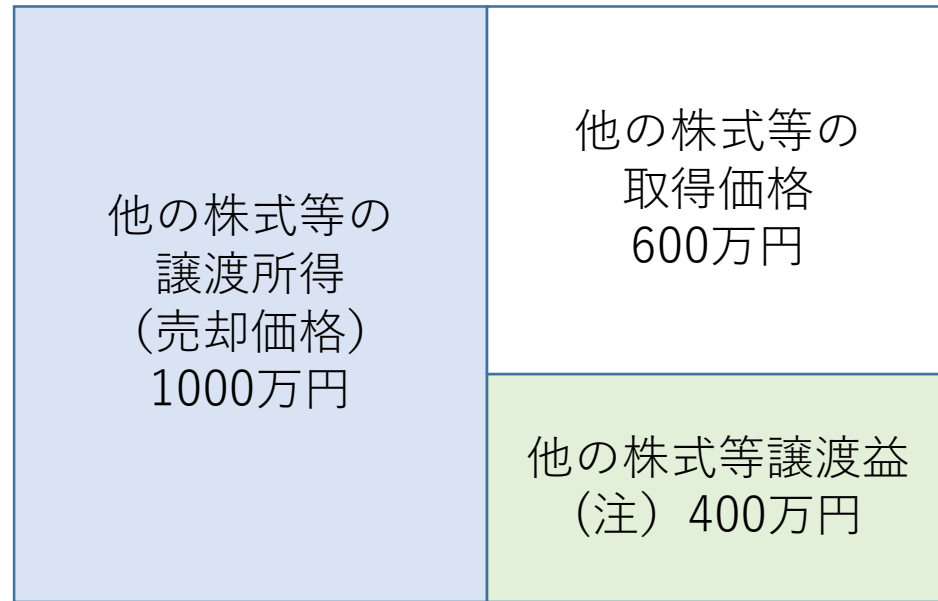 他の株式等の
譲渡所得
（売却価格）
1000万円
他の株式等の
取得価格
600万円
他の株式等譲渡益
（注）400万円